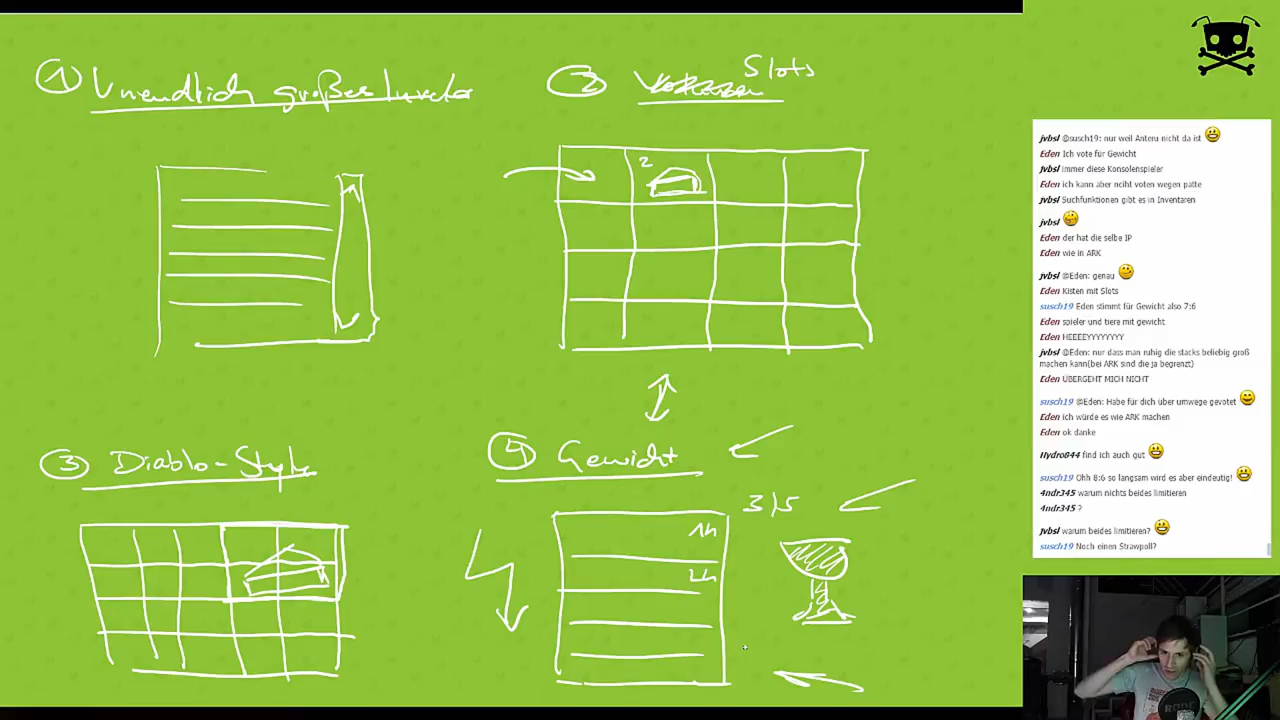 ① Unendlich großes Inventar
② Slots
2
③ Diablo-Style
④ Gewicht
3/5
1h
2h
jvbsl @susch19: nur weil Anteru nicht da ist
Eden Ich vote für Gewicht
jvbsl immer diese Konsolenspieler
Eden ich kann aber nciht voten wegen patte
jvbsl Suchfunktionen gibt es in Inventaren
jvbsl
Eden der hat die selbe IP
Eden wie in ARK
jvbsl @Eden: genau
Eden Kisten mit Slots
susch19 Eden stimmt für Gewicht also 7:6
Eden spieler und tiere mit gewicht
Eden HEEEEYYYYYYY
jvbsl @Eden: nur dass man ruhig die stacks beliebig groß
machen kann(bei ARK sind die ja begrenzt)
Eden ÜBERGEHT MICH NICHT
susch19 @Eden: Habe für dich über umwege gevotet
Eden ich würde es wie ARK machen
Eden ok danke
Hydro844 find ich auch gut
susch19 Ohh 8:6 so langsam wird es aber eindeutig!
4ndr345 warum nichts beides limitieren
4ndr345 ?
jvbsl warum beides limitieren?
susch19 Noch einen Strawpoll?
RODE